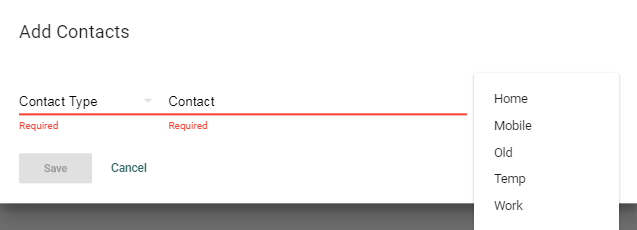 Add Contacts
Contact Type Contact
Required Required
Save Cancel
Home
Mobile
Old
Temp
Work